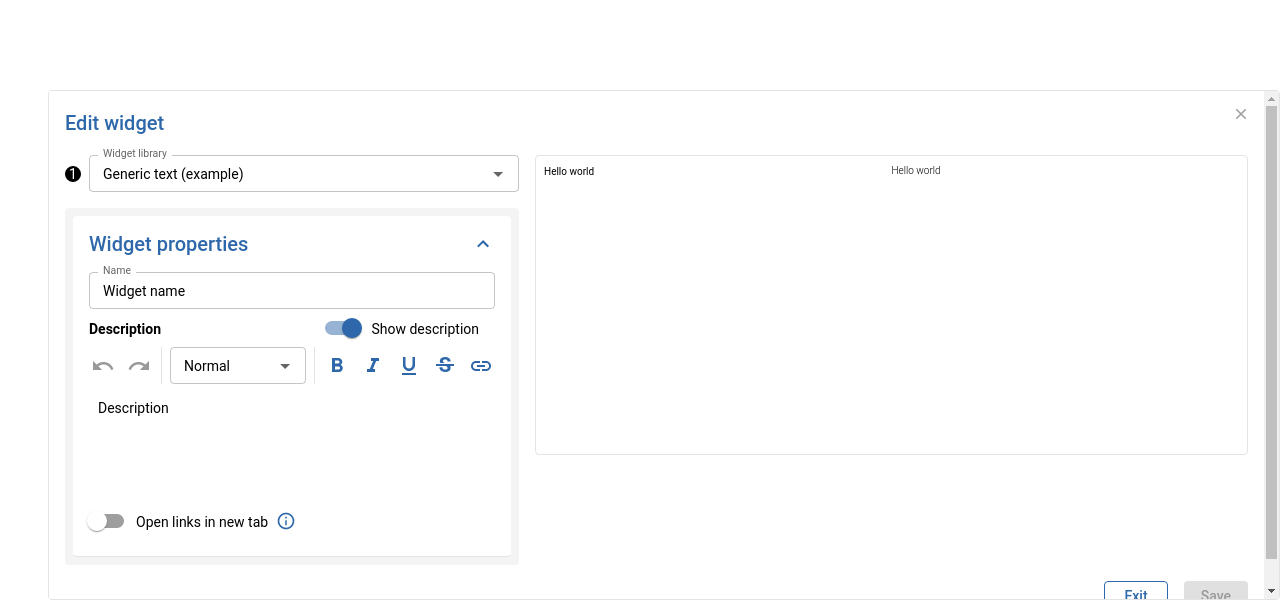 Edit widget
Widget library
1 Generic text (example)
Hello world
Hello world
Widget properties
Name
Widget name
Description
Show description
Normal
B I U S
Description
Open links in new tab
Exit
Save